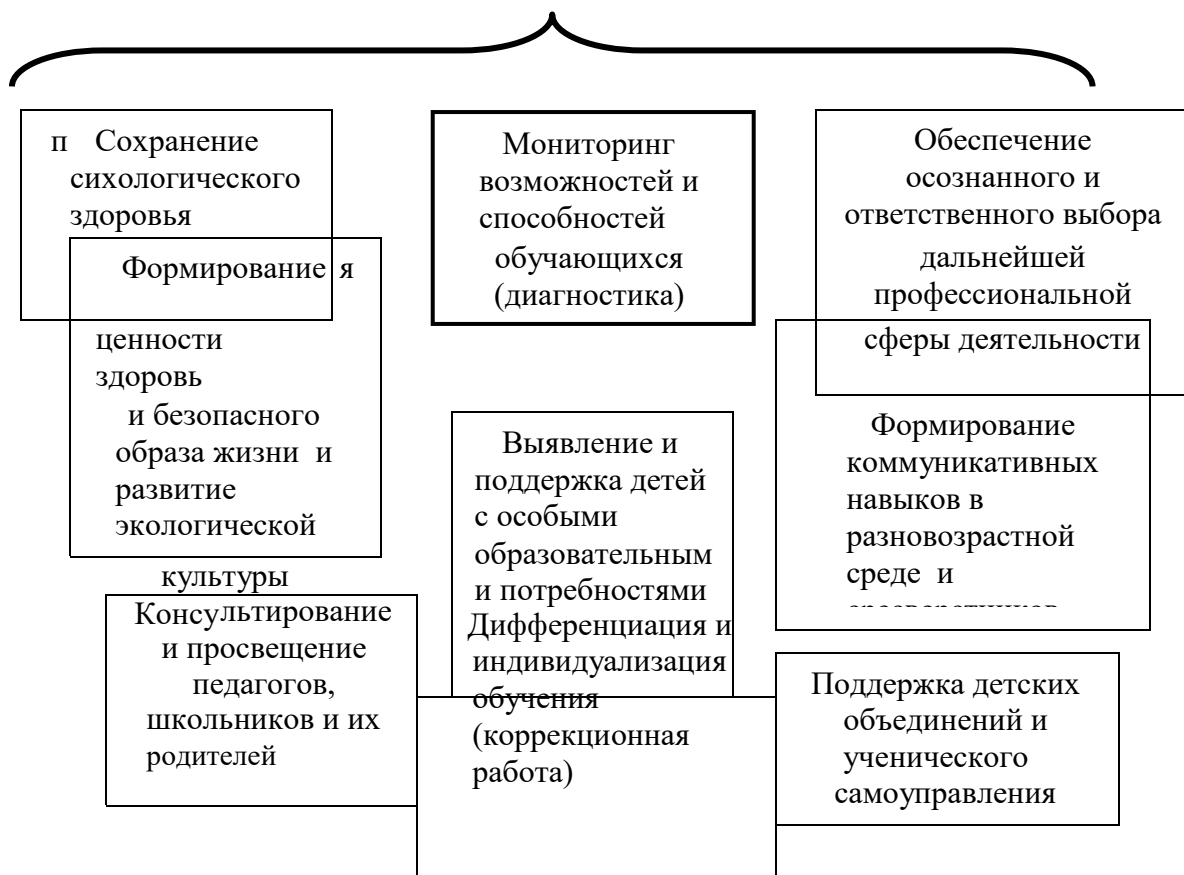 п Сохранение
сихологического
здоровья
Формирование я
ценности
здоровь
и безопасного
образа жизни и
развитие
экологической
культуры
Консультирование
и просвещение
педагогов,
школьников и их
родителей
Мониторинг
возможностей и
способностей
обучающихся
(диагностика)
Выявление и
поддержка детей
с особыми
образовательным
и потребностями
Дифференциация и
индивидуализация
обучения
(коррекционная
работа)
Обеспечение
осознанного и
ответственного выбора
дальнейшей
профессиональной
сферы деятельности
Формирование
коммуникативных
навыков в
разновозрастной
среде и
Поддержка детских
объединений и
ученического
самоуправления